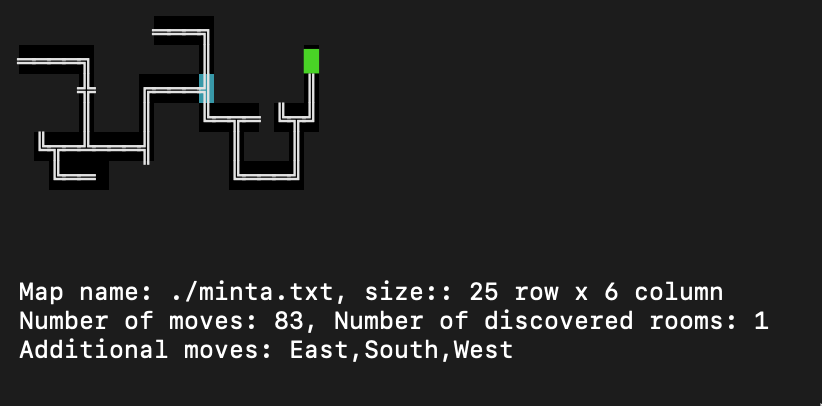 Map name: ./minta.txt, size:: 25 row x 6 column
Number of moves: 83, Number of discovered rooms: 1
Additional moves: East,South,West